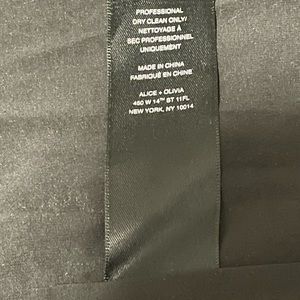 PROFESSIONAL
DRY CLEAN ONLY/
NETTOYAGE À
SEC PROFESSIONNEL
UNIQUEMENT
MADE IN CHINA
FABRIQUÉ EN CHINE
ALICE + OLIVIA
450 W 14TH ST 11FL
NEW YORK, NY 10014